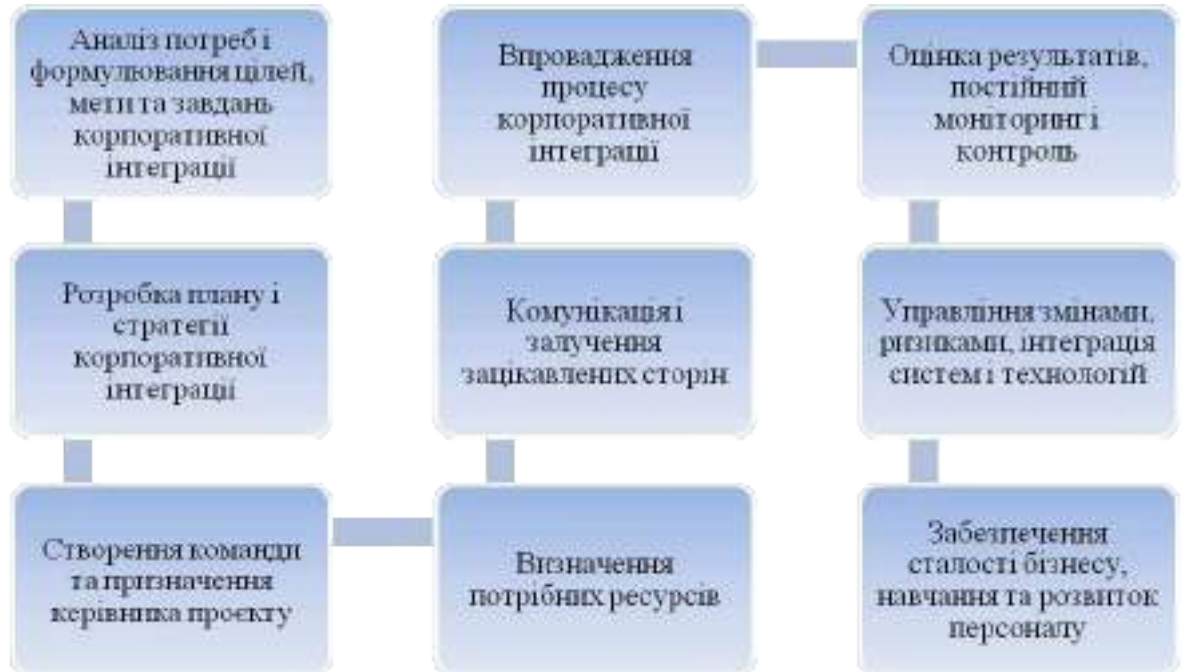 Аналіз потреб і
формулювання цілей,
мети та завдань
корпоративної
інтеграції
Розробка плану і
стратегії
корпоративної
інтеграції
Створення команди
та призначення
керівника проєкту
Визначення
потрібних ресурсів
Комунікація і
залучення
зацікавлених сторін
Впровадження
процесу
корпоративної
інтеграції
Оцінка результатів,
постійний
моніторинг і
контроль
Управління змінами,
ризиками, інтеграція
систем і технологій
Забезпечення
сталості бізнесу,
навчання та розвиток
персоналу